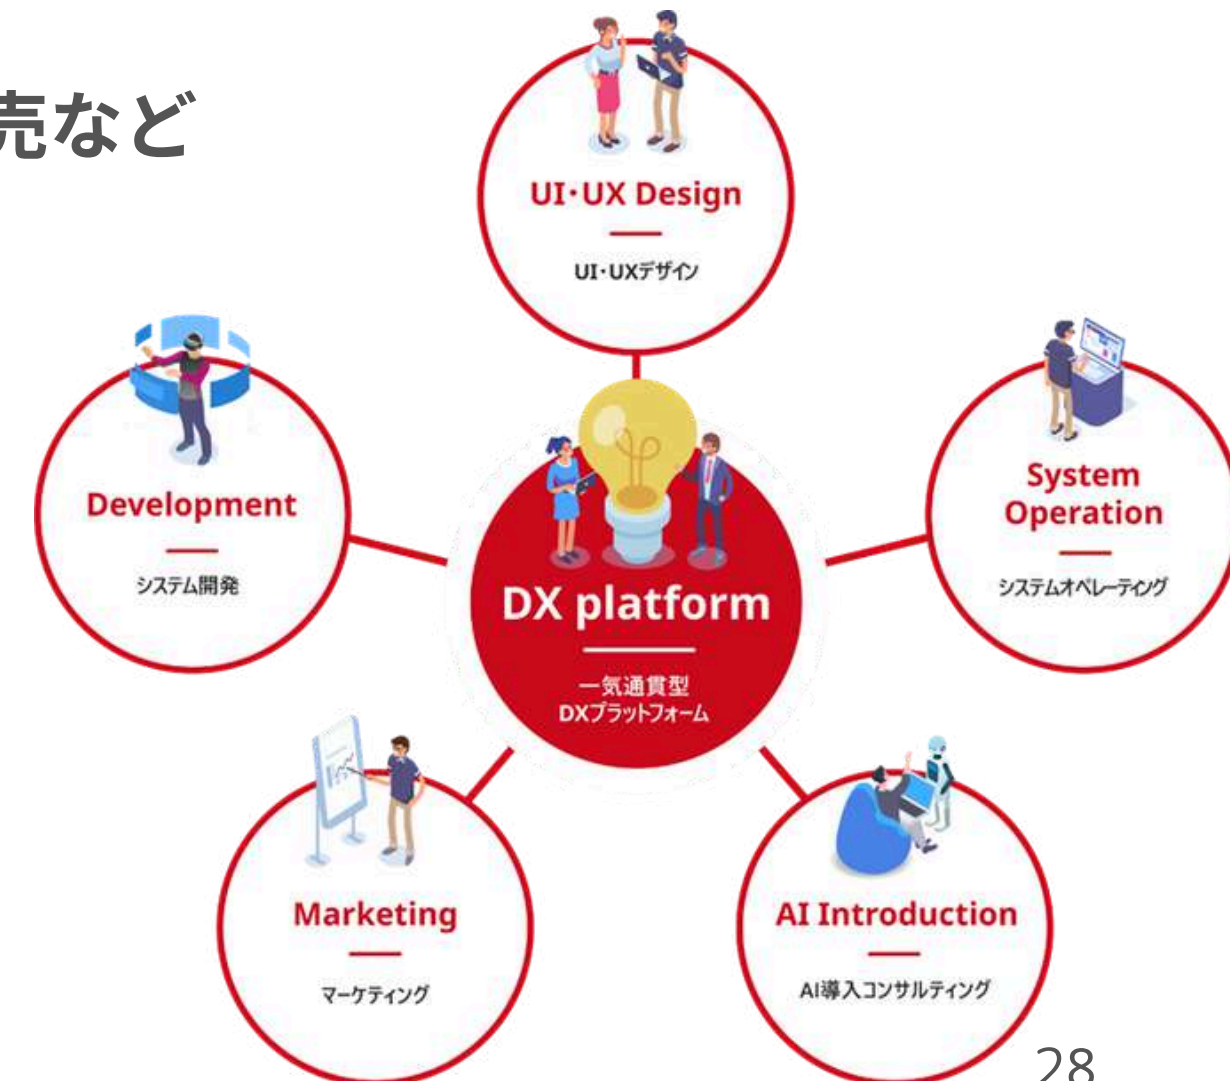 売など
UI･UX Design
UI･UXデザイン
Development
システム開発
System
Operation
システムオペレーティング
DX platform
一気通貫型
DXプラットフォーム
Marketing
マーケティング
AI Introduction
AI導入コンサルティング
28